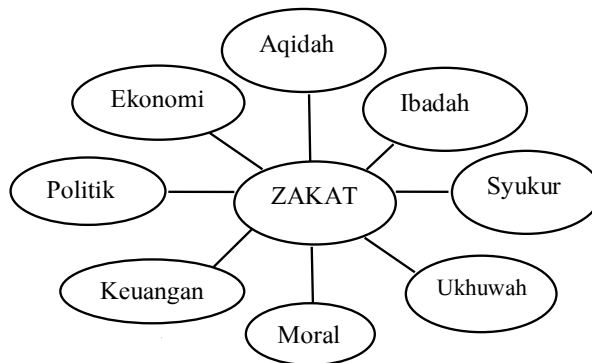 Aqidah
Ekonomi
Ibadah
Politik
ZAKAT
Syukur
Keuangan
Ukhuwah
Moral